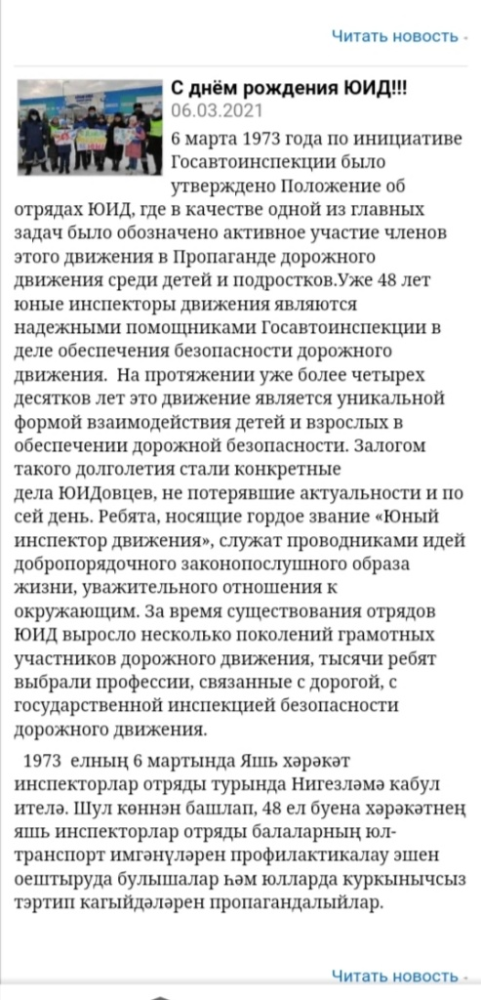 Читать новость
С днём рождения ЮИД!!!
06.03.2021
6 марта 1973 года по инициативе
Госавтоинспекции было
утверждено Положение об
отрядах ЮИД, где в качестве одной из главных
задач было обозначено активное участие членов
этого движения в Пропаганде дорожного
движения среди детей и подростков.Уже 48 лет
юные инспекторы движения являются
надежными помощниками Госавтоинспекции в
деле обеспечения безопасности дорожного
движения.  На протяжении уже более четырех
десятков лет это движение является уникальной
формой взаимодействия детей и взрослых в
обеспечении дорожной безопасности. Залогом
такого долголетия стали конкретные
дела ЮИДовцев, не потерявшие актуальности и по
сей день. Ребята, носящие гордое звание «Юный
инспектор движения», служат проводниками идей
добропорядочного законопослушного образа
жизни, уважительного отношения к
окружающим. За время существования отрядов
ЮИД выросло несколько поколений грамотных
участников дорожного движения, тысячи ребят
выбрали профессии, связанные с дорогой, с
государственной инспекцией безопасности
дорожного движения.
1973  елның 6 мартында Яшь хәрәкәт
инспекторлар отряды турында Нигезләмә кабул
ителә. Шул көннән башлап, 48 ел буена хәрәкәтнең
яшь инспекторлар отряды балаларның юл-
транспорт имгәнүләрен профилактикалау эшен
оештыруда булышалар һәм юлларда куркынычсыз
тәртип кагыйдәләрен пропагандалыйлар.
Читать новость